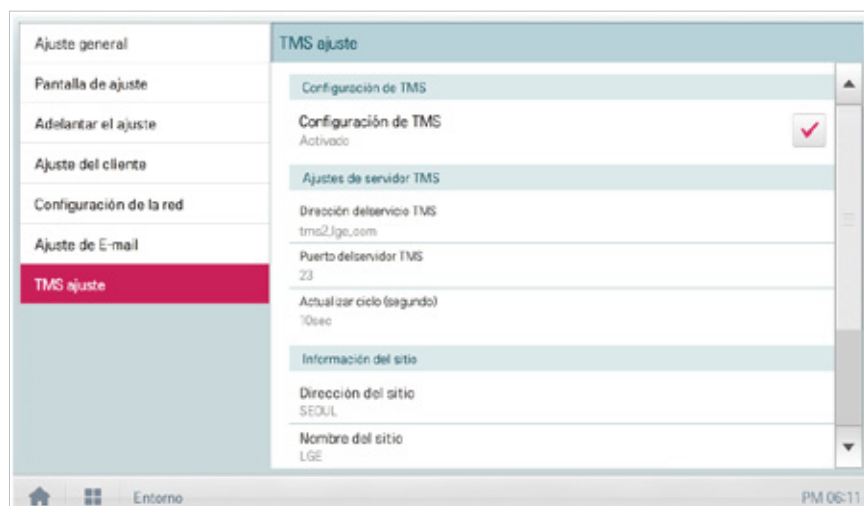 Ajuste general
Pantalla de ajuste
Adelantar el ajuste
Ajuste del cliente
Configuración de la red
Ajuste de E-mail
TMS ajuste
TMS ajuste
Configuración de TMS
Configuración de TMS
Activado
Ajustes de servidor TMS
Dirección delservicio TMS
tms2.lge.com
Puerto delservidor TMS
23
Actualizar ciclo (segundo)
10sec
Información del sitio
Dirección del sitio
SEOUL
Nombre del sitio
LGE
Entorno
PM 06:11